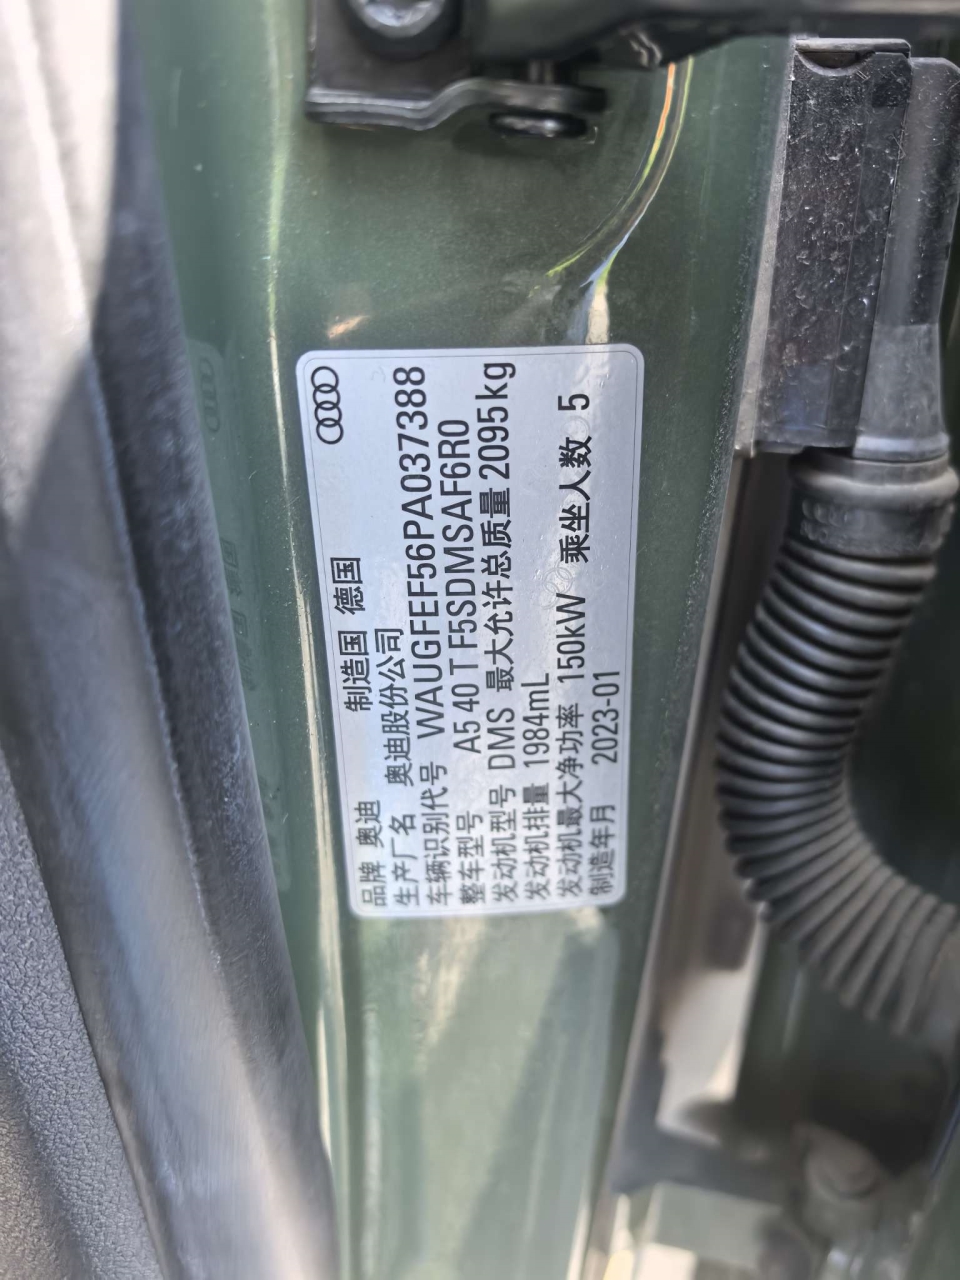 品牌 奥迪 制造国 德国
生产厂名 奥迪股份公司
车辆识别代号 WAUGFEF56PA037388
整车型号 A5 40 T F5SDMSAF6R0
发动机型号 DMS 最大允许总质量 2095kg
发动机排量 1984mL
发动机最大净功率 150kW 乘坐人数 5
制造年月 2023-01